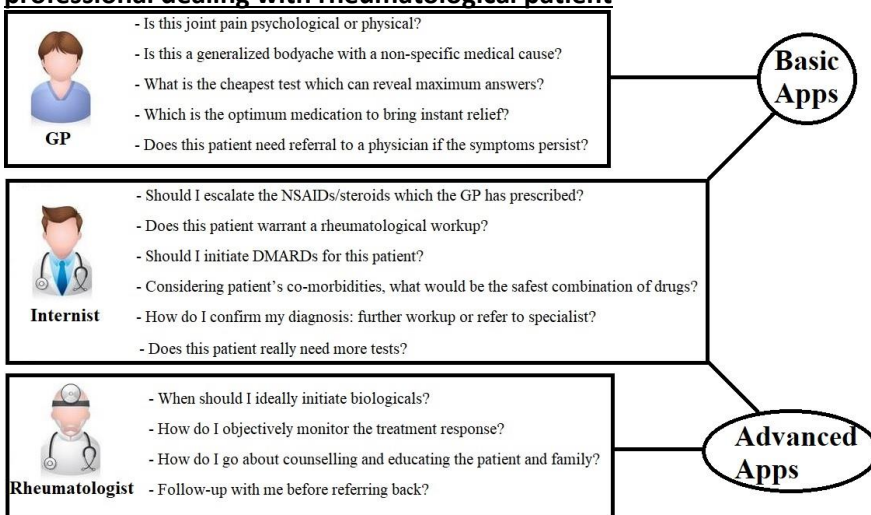 professional dealing with rheumatological patient
- Is this joint pain psychological or physical?
- Is this a generalized bodyache with a non-specific medical cause?
- What is the cheapest test which can reveal maximum answers?
- Which is the optimum medication to bring instant relief?
- Does this patient need referral to a physician if the symptoms persist?
GP
Basic
Apps
- Should I escalate the NSAIDs/steroids which the GP has prescribed?
- Does this patient warrant a rheumatological workup?
- Should I initiate DMARDs for this patient?
- Considering patient's co-morbidities, what would be the safest combination of drugs?
- How do I confirm my diagnosis: further workup or refer to specialist?
- Does this patient really need more tests?
Internist
- When should I ideally initiate biologicals?
- How do I objectively monitor the treatment response?
- How do I go about counselling and educating the patient and family?
- Follow-up with me before referring back?
Rheumatologist
Advanced
Apps